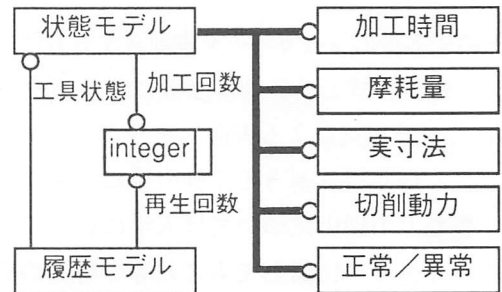 状態モデル
加工時間
工具状態
加工回数
摩耗量
integer
実寸法
再生回数
切削動力
履歴モデル
正常／異常